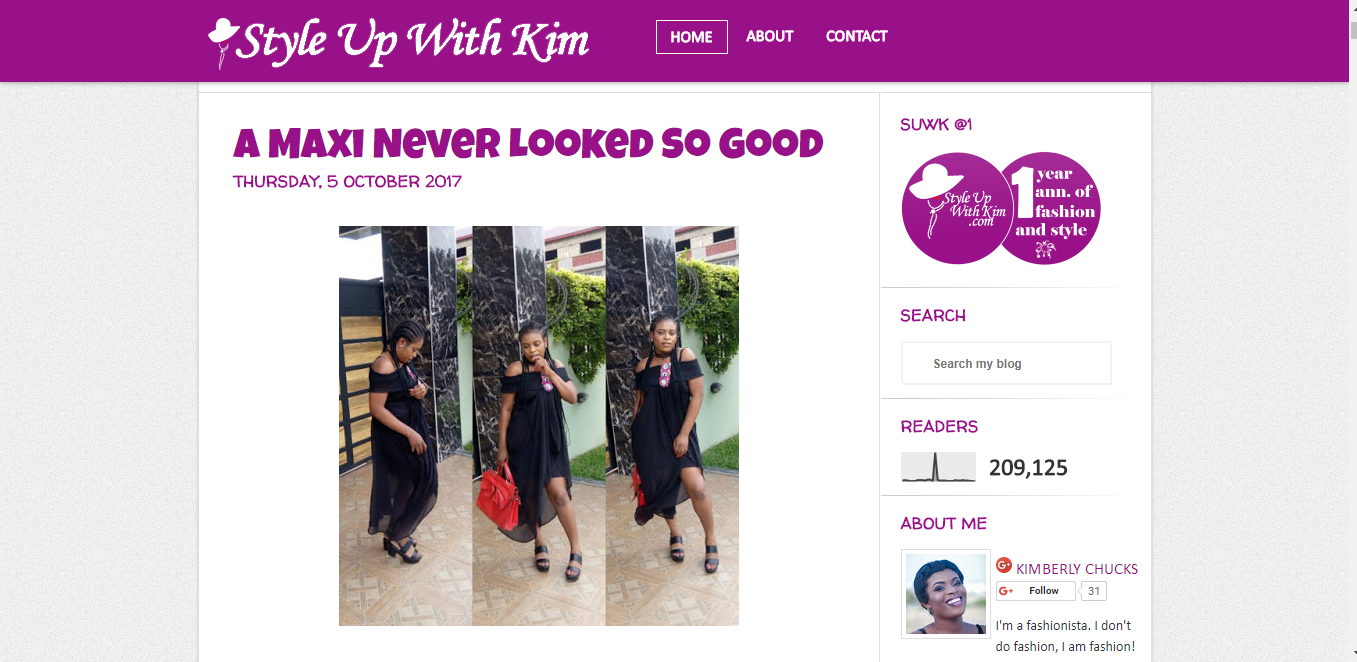 Style Up With Kim
HOME
ABOUT
CONTACT
A Maxi Never Looked So Good
THURSDAY, 5 OCTOBER 2017
SUWK @1
Style Up
With Kim
.com
1 year
ann. of
fashion
and style
SEARCH
Search my blog
READERS
209,125
ABOUT ME
G+ KIMBERLY CHUCKS
G+ Follow 31
I'm a fashionista. I don't
do fashion, I am fashion!